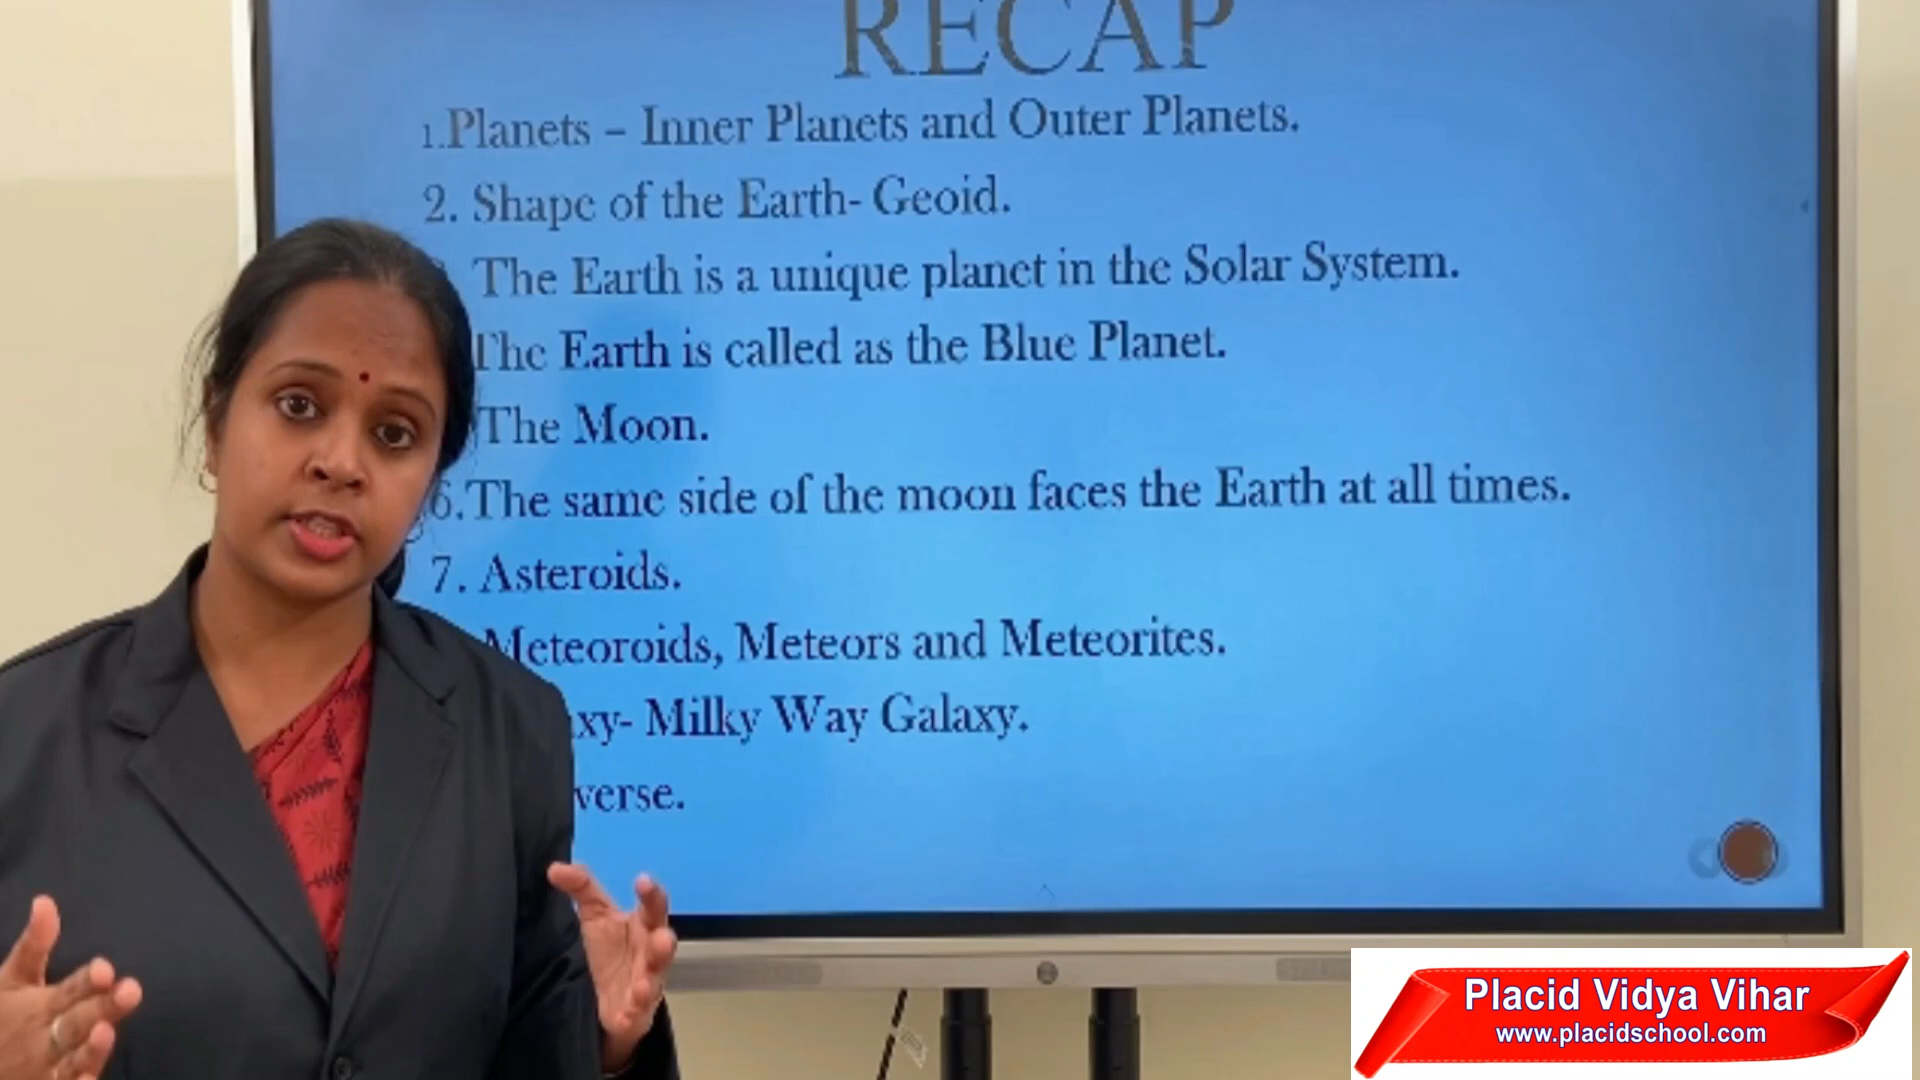 RECAP
1.Planets – Inner Planets and Outer Planets.
2. Shape of the Earth- Geoid.
The Earth is a unique planet in the Solar System.
The Earth is called as the Blue Planet.
The Moon.
6.The same side of the moon faces the Earth at all times.
7. Asteroids.
Meteoroids, Meteors and Meteorites.
xy- Milky Way Galaxy.
verse.
Placid Vidya Vihar
www.placidschool.com